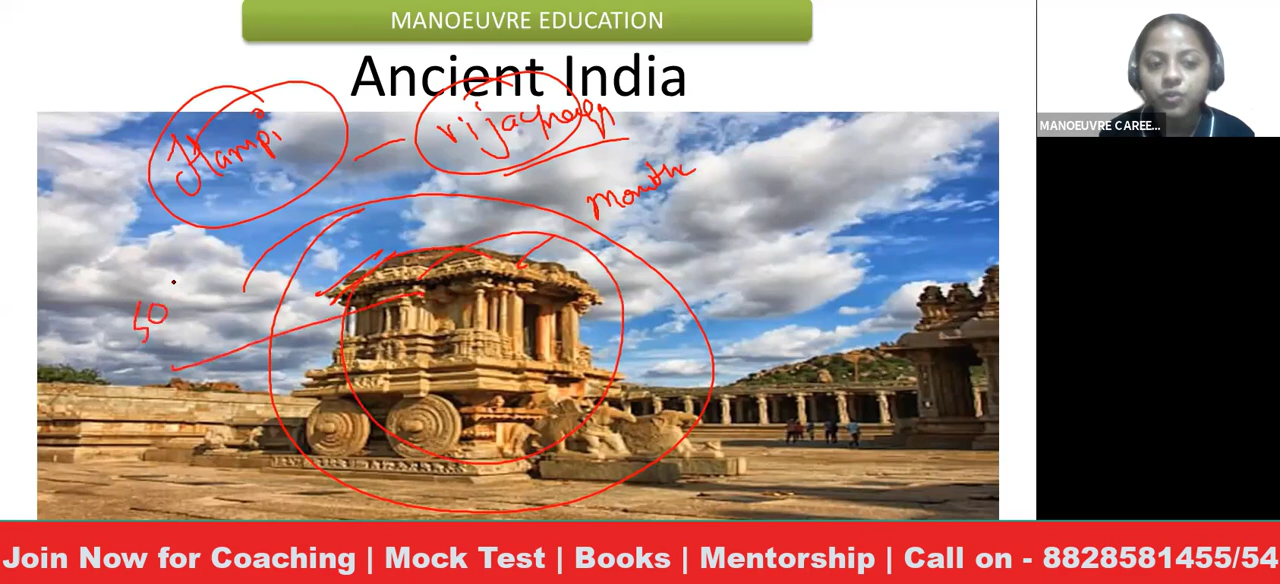 MANOEUVRE EDUCATION
Ancient India
Hampi
month
50
MANOEUVRE CAREE...
Join Now for Coaching | Mock Test | Books | Mentorship | Call on - 8828581455/54